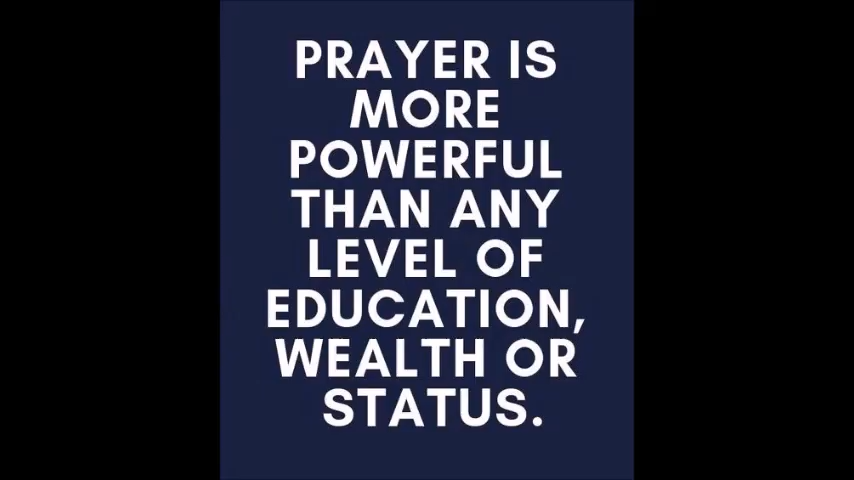 PRAYER IS
MORE
POWERFUL
THAN ANY
LEVEL OF
EDUCATION,
WEALTH OR
STATUS.